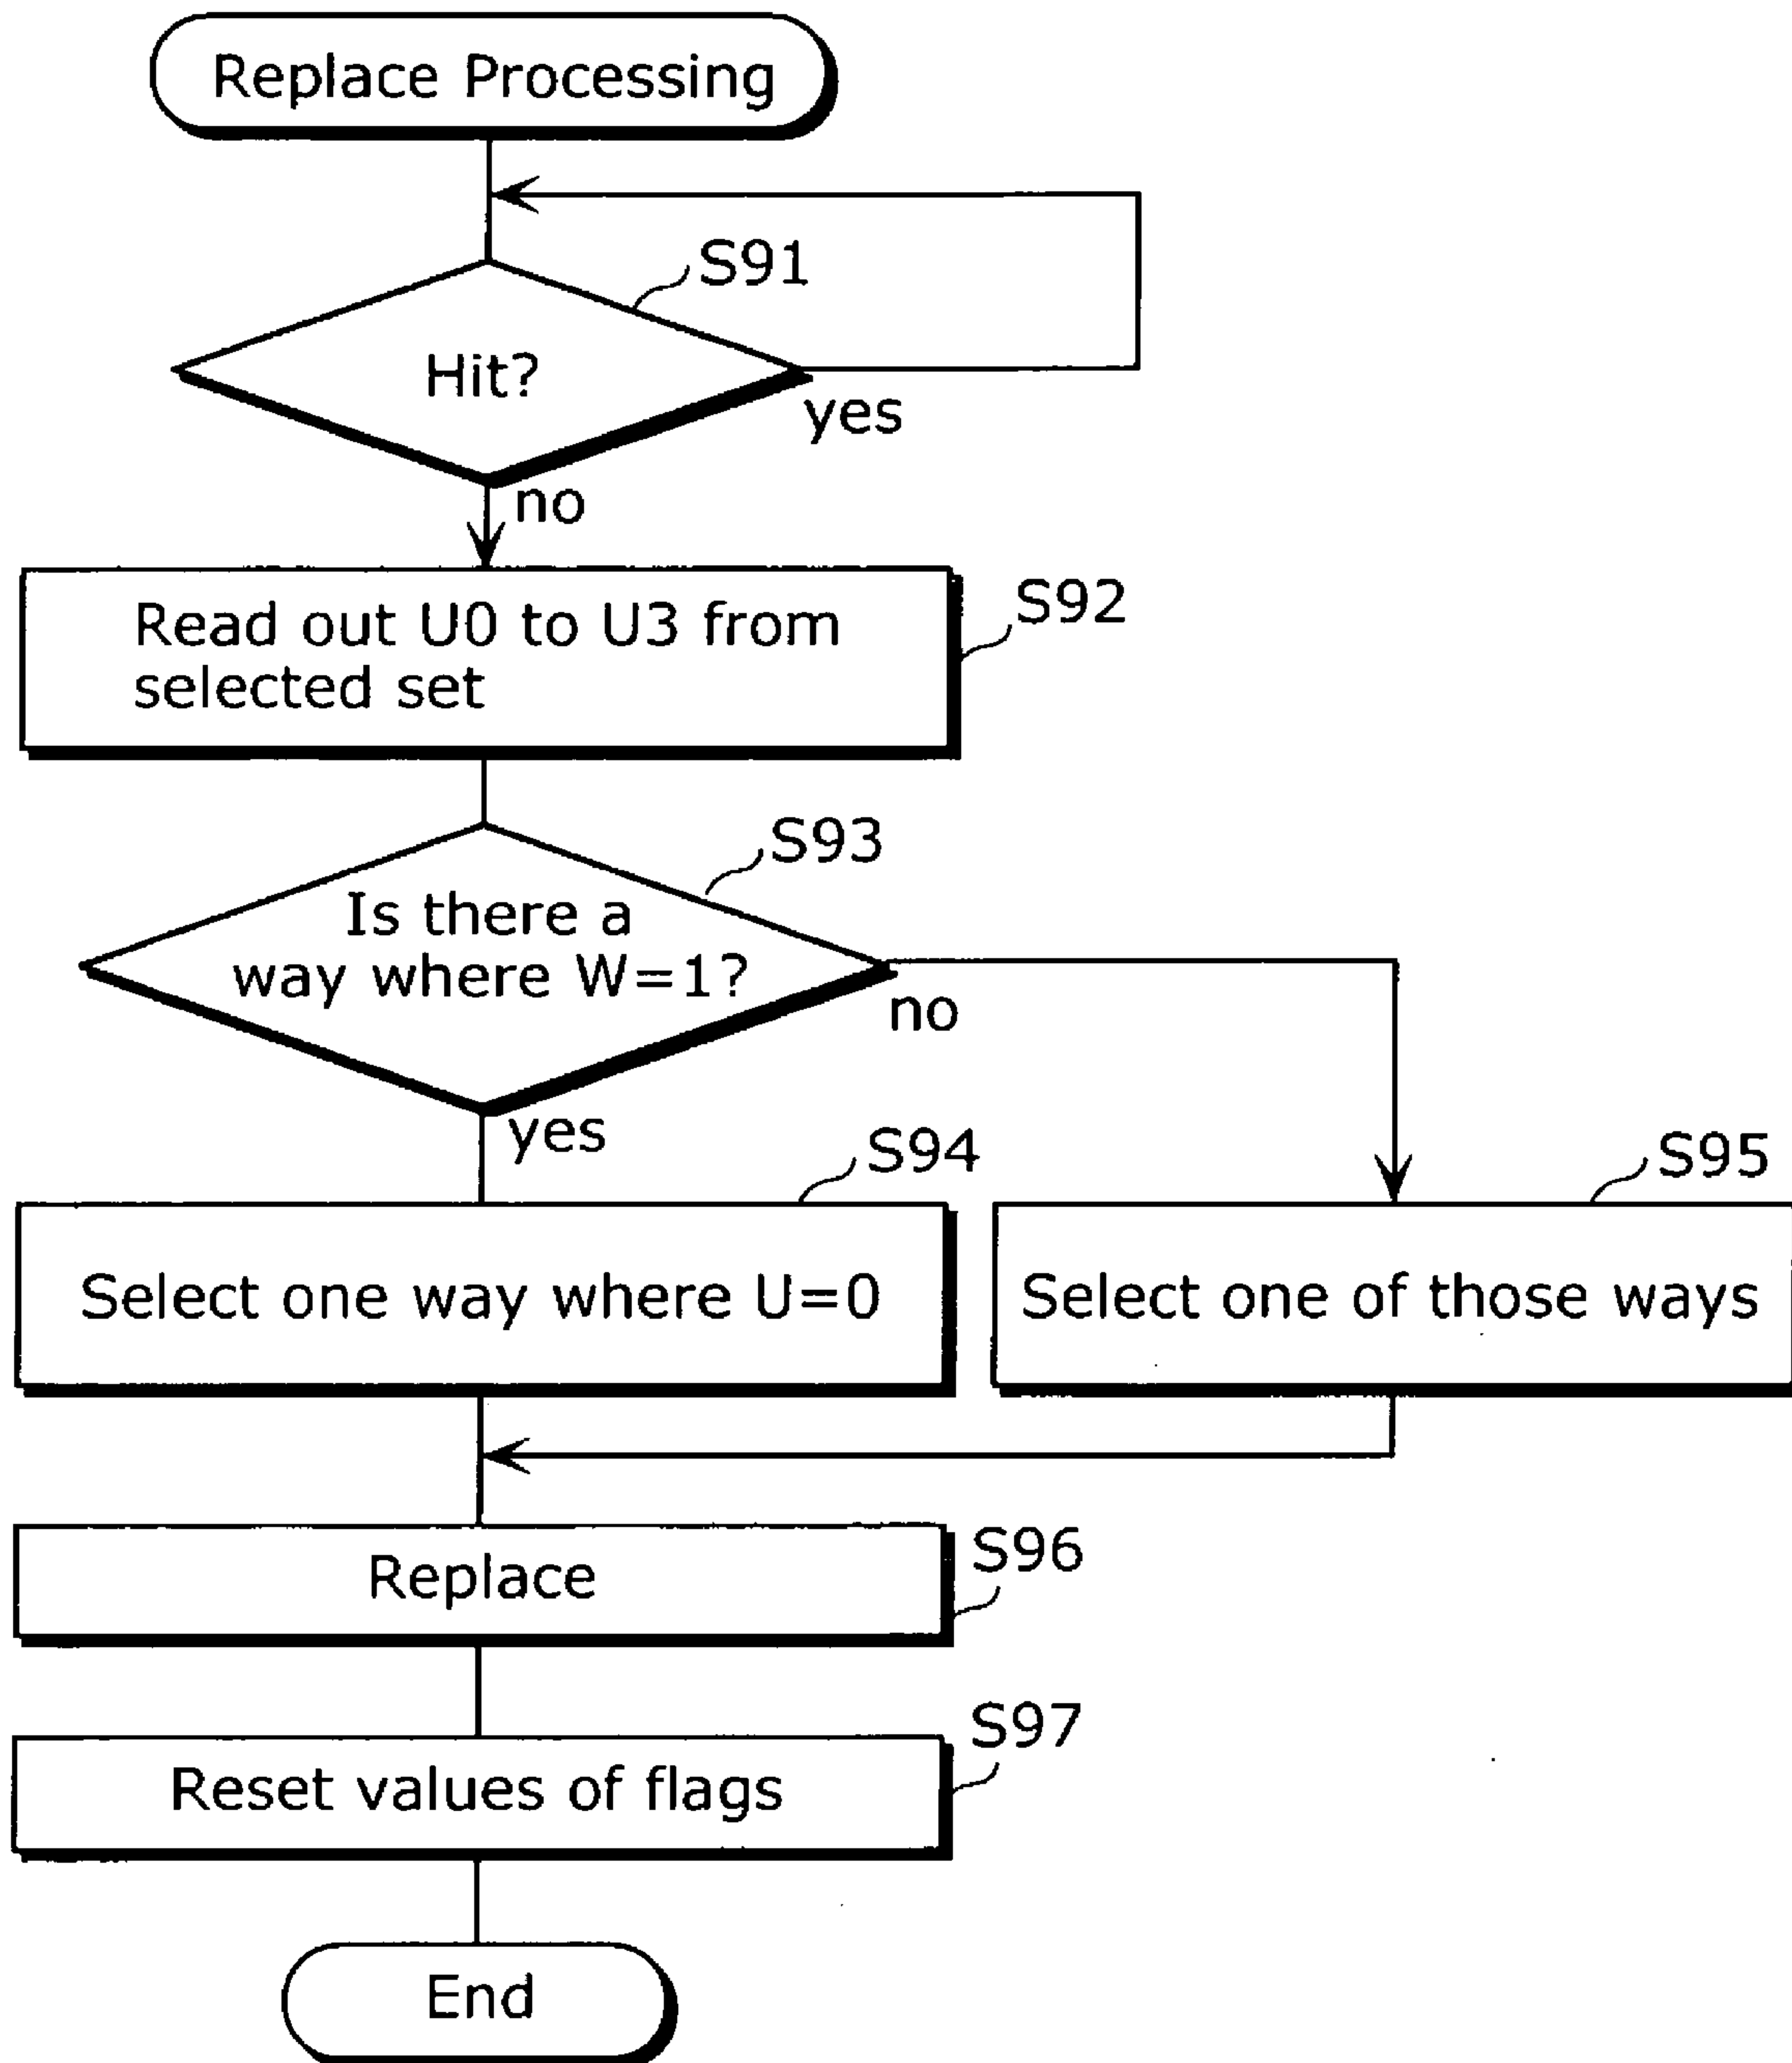 Replace Processing
S91
Hit?
yes
no
Read out U0 to U3 from
selected set
S92
S93
Is there a
way where W=1?
no
yes
S94
S95
Select one way where U=0
Select one of those ways
Replace
S96
S97
Reset values of flags
End